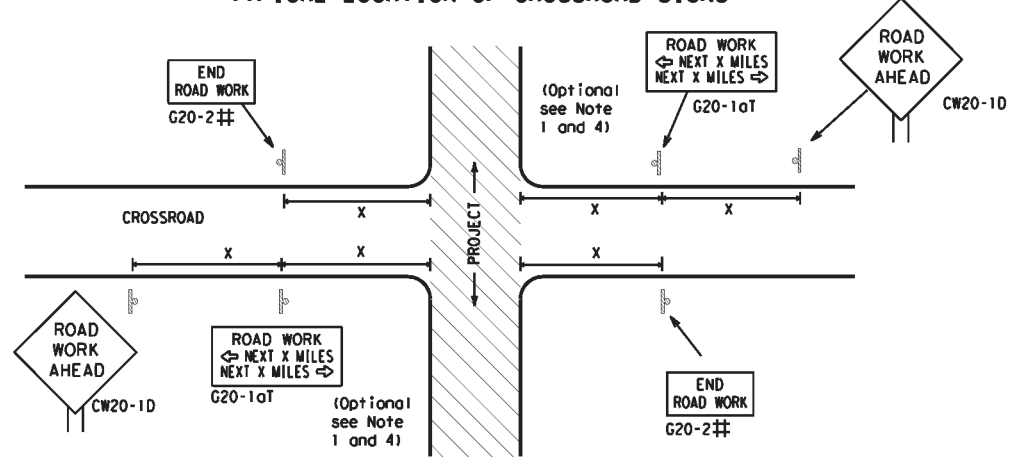 TYPICAL LOCATION OF CROSSROAD SIGNS
ROAD
WORK
AHEAD
CW20-1D
ROAD WORK
⇦ NEXT X MILES
NEXT X MILES ⇨
G20-1aT
(Optional
see Note
1 and 4)
END
ROAD WORK
G20-2#
X
X
X
CROSSROAD
PROJECT
X
X
X
ROAD
WORK
AHEAD
CW20-1D
ROAD WORK
⇦ NEXT X MILES
NEXT X MILES ⇨
G20-1aT
(Optional
see Note
1 and 4)
END
ROAD WORK
G20-2#